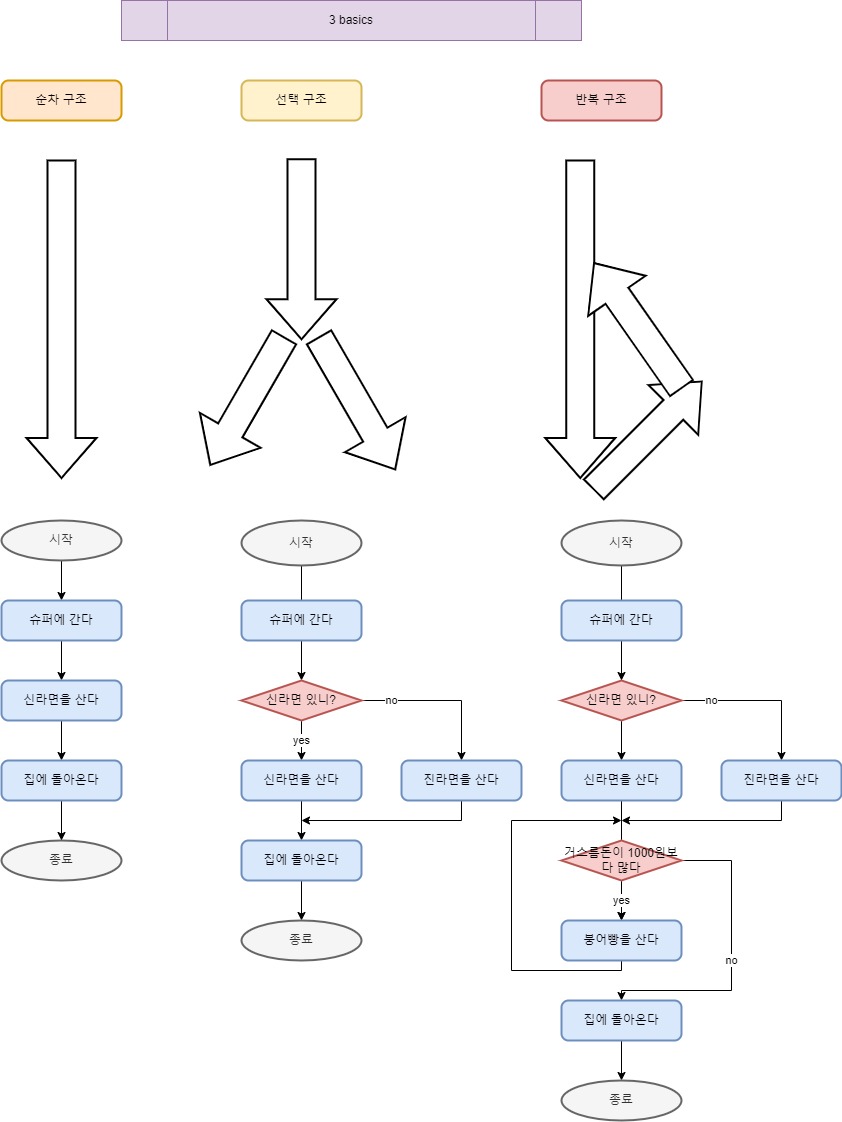 3 basics
순차 구조
선택 구조
반복 구조
시작
슈퍼에 간다
신라면을 산다
집에 돌아온다
종료
시작
슈퍼에 간다
신라면 있니?
no
yes
신라면을 산다
진라면을 산다
집에 돌아온다
종료
시작
슈퍼에 간다
신라면 있니?
no
신라면을 산다
진라면을 산다
거스름돈이 1000원보
다 많다
yes
붕어빵을 산다
no
집에 돌아온다
종료